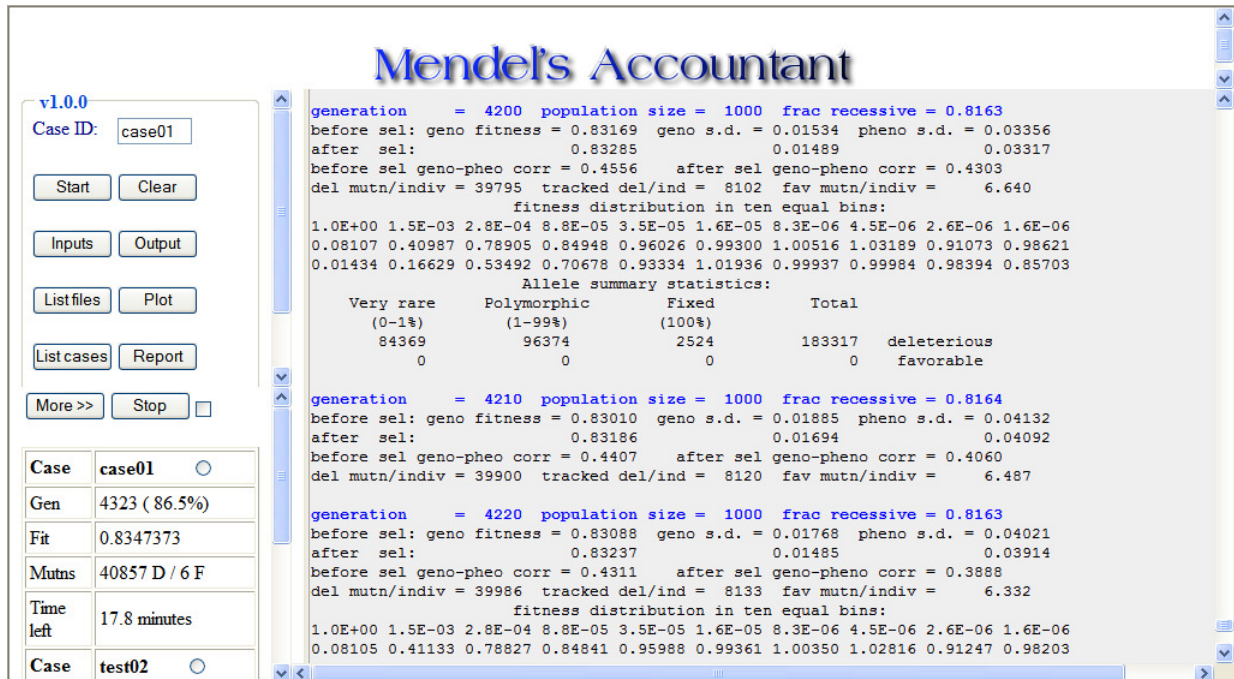 Mendel's Accountant
v1.0.0
Case ID: case01
Start Clear
Inputs Output
List files Plot
List cases Report
More >> Stop
Case case01
Gen 4323 ( 86.5%)
Fit 0.8347373
Mutns 40857 D / 6 F
Time left 17.8 minutes
Case test02
generation = 4200 population size = 1000 frac recessive = 0.8163
before sel: geno fitness = 0.83169 geno s.d. = 0.01534 pheno s.d. = 0.03356
after sel: 0.83285 0.01489 0.03317
before sel geno-pheo corr = 0.4556 after sel geno-pheno corr = 0.4303
del mutn/indiv = 39795 tracked del/ind = 8102 fav mutn/indiv = 6.640
fitness distribution in ten equal bins:
1.0E+00 1.5E-03 2.8E-04 8.8E-05 3.5E-05 1.6E-05 8.3E-06 4.5E-06 2.6E-06 1.6E-06
0.08107 0.40987 0.78905 0.84948 0.96026 0.99300 1.00516 1.03189 0.91073 0.98621
0.01434 0.16629 0.53492 0.70678 0.93334 1.01936 0.99937 0.99984 0.98394 0.85703
Allele summary statistics:
Very rare Polymorphic Fixed Total
(0-1%) (1-99%) (100%)
84369 96374 2524 183317 deleterious
0 0 0 0 favorable
generation = 4210 population size = 1000 frac recessive = 0.8164
before sel: geno fitness = 0.83010 geno s.d. = 0.01885 pheno s.d. = 0.04132
after sel: 0.83186 0.01694 0.04092
before sel geno-pheo corr = 0.4407 after sel geno-pheno corr = 0.4060
del mutn/indiv = 39900 tracked del/ind = 8120 fav mutn/indiv = 6.487
generation = 4220 population size = 1000 frac recessive = 0.8163
before sel: geno fitness = 0.83088 geno s.d. = 0.01768 pheno s.d. = 0.04021
after sel: 0.83237 0.01485 0.03914
before sel geno-pheo corr = 0.4311 after sel geno-pheno corr = 0.3888
del mutn/indiv = 39986 tracked del/ind = 8133 fav mutn/indiv = 6.332
fitness distribution in ten equal bins:
1.0E+00 1.5E-03 2.8E-04 8.8E-05 3.5E-05 1.6E-05 8.3E-06 4.5E-06 2.6E-06 1.6E-06
0.08105 0.41133 0.78827 0.84841 0.95988 0.99361 1.00350 1.02816 0.91247 0.98203